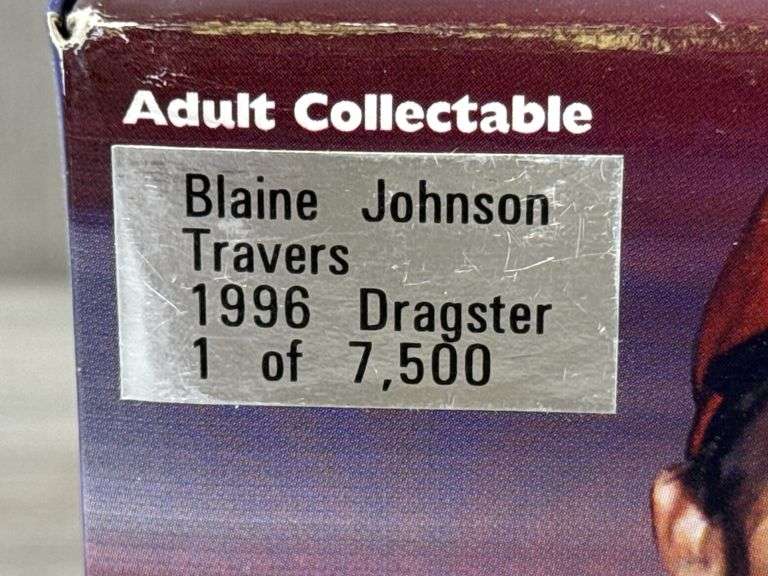 Adult Collectable
Blaine Johnson
Travers
1996 Dragster
1 of 7,500